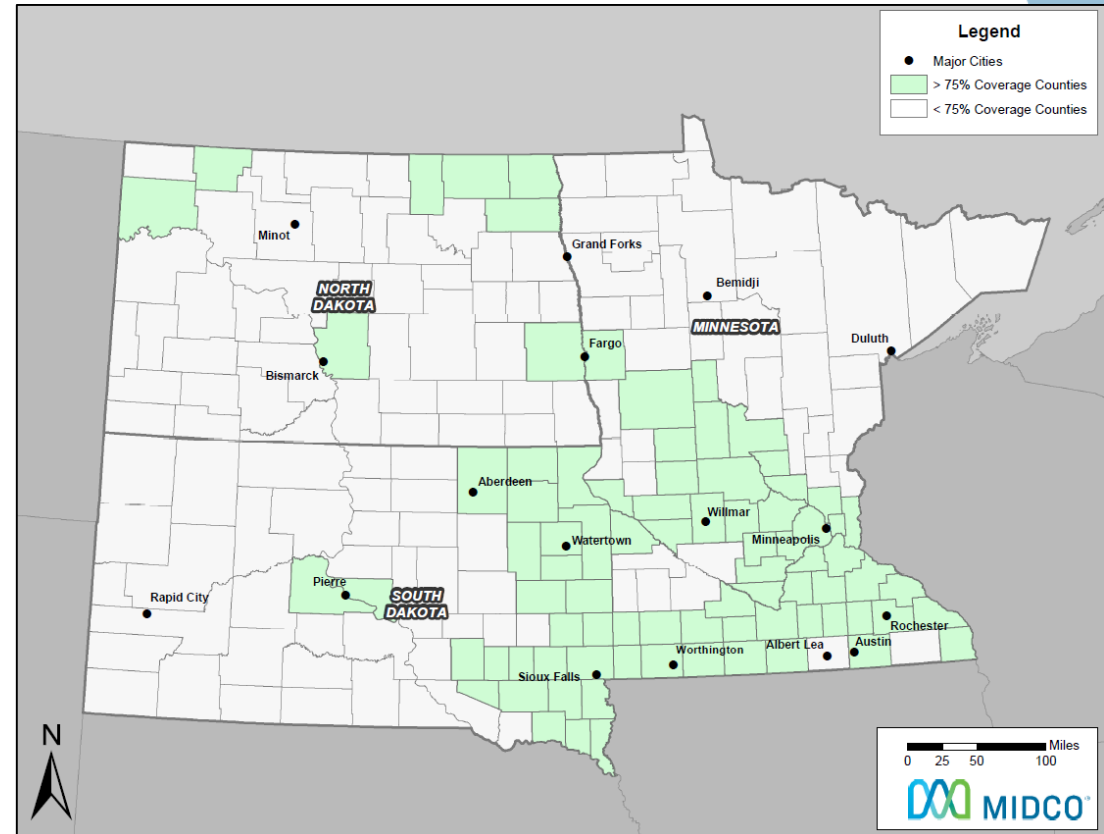 Legend
Major Cities
> 75% Coverage Counties
< 75% Coverage Counties
Minot
Grand Forks
NORTH
DAKOTA
Bemidji
MINNESOTA
Duluth
Fargo
Bismarck
Aberdeen
Willmar
Minneapolis
Watertown
Pierre
Rapid City
SOUTH
DAKOTA
Rochester
Albert Lea
Austin
Worthington
Sioux Falls
N
Miles
0 25 50 100
MIDCO